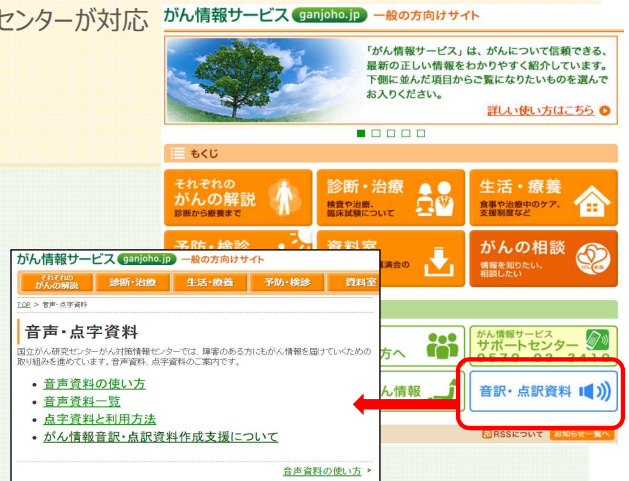 センターが対応
がん情報サービス ganjoho.jp 一般の方向けサイト
「がん情報サービス」は、がんについて信頼できる、
最新の正しい情報をわかりやすく紹介しています。
下側に並んだ項目からご覧になりたいものを選んで
お入りください。
詳しい使い方はこちら
もくじ
それぞれの
がんの解説
診断から療養まで
診断・治療
検査や治療、
臨床試験について
生活・療養
食事や治療中のケア、
支援制度など
予防・検診
資料室
演会の
がんの相談
情報を知りたい、
相談したい
がん情報サービス ganjoho.jp 一般の方向けサイト
それぞれの
がんの解説
診断・治療
生活・療養
予防・検診
資料室
TOP > 音声・点字資料
音声・点字資料
国立がん研究センターがん対策情報センターでは、障害のある方にもがん情報を届けていくための
取り組みを進めています。音声資料、点字資料のご案内です。
・音声資料の使い方
・音声資料一覧
・点字資料と利用方法
・がん情報音訳・点訳資料作成支援について
音声資料の使い方
方へ
がん情報サービス
サポートセンター
0570-02-3410
ん情報
音訳・点訳資料
RSSについて
お知らせ一覧へ